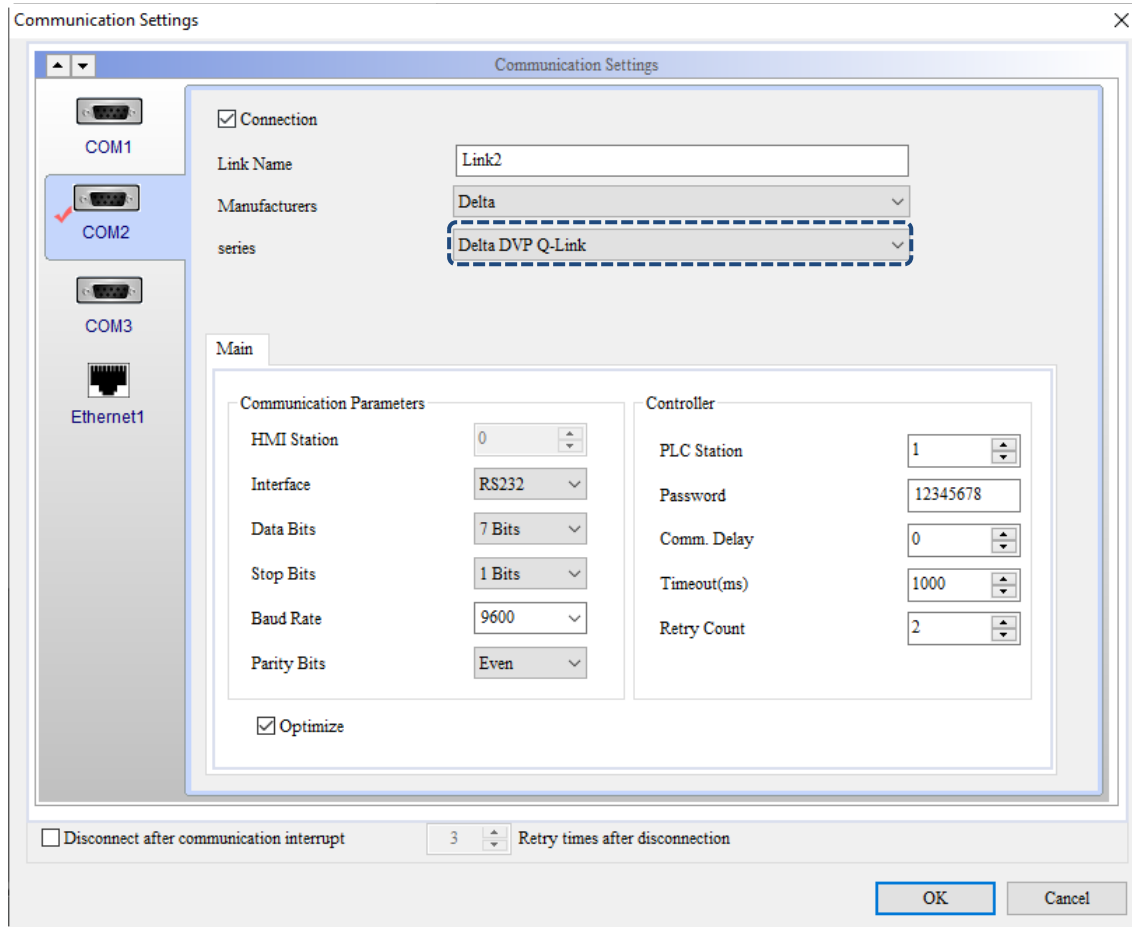 Communication Settings
Communication Settings
COM1
COM2
COM3
Ethernet1
Connection
Link Name Link2
Manufacturers Delta
series Delta DVP Q-Link
Main
Communication Parameters
HMI Station 0
Interface RS232
Data Bits 7 Bits
Stop Bits 1 Bits
Baud Rate 9600
Parity Bits Even
Optimize
Controller
PLC Station 1
Password 12345678
Comm. Delay 0
Timeout(ms) 1000
Retry Count 2
Disconnect after communication interrupt 3 Retry times after disconnection
OK Cancel